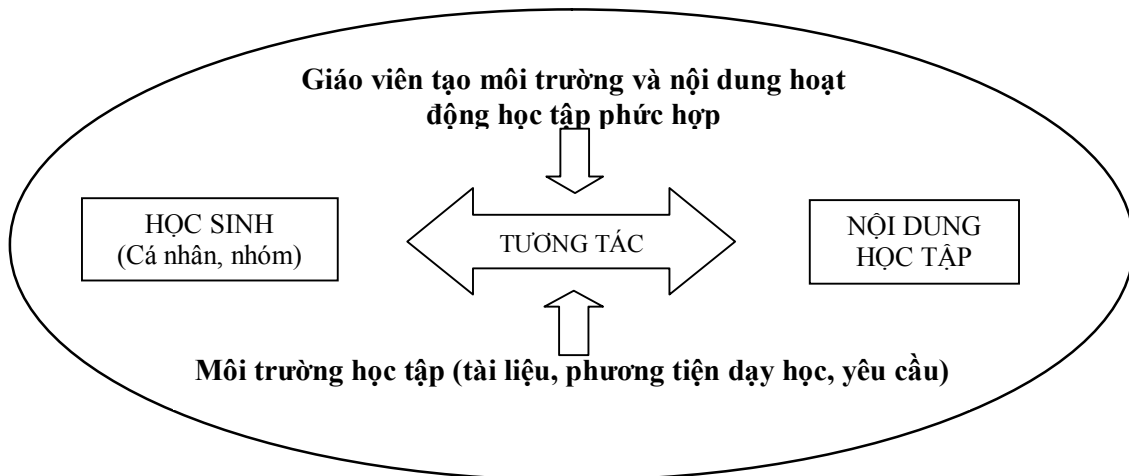 Giáo viên tạo môi trường và nội dung hoạt
động học tập phức hợp
HỌC SINH
(Cá nhân, nhóm)
TƯƠNG TÁC
NỘI DUNG
HỌC TẬP
Môi trường học tập (tài liệu, phương tiện dạy học, yêu cầu)